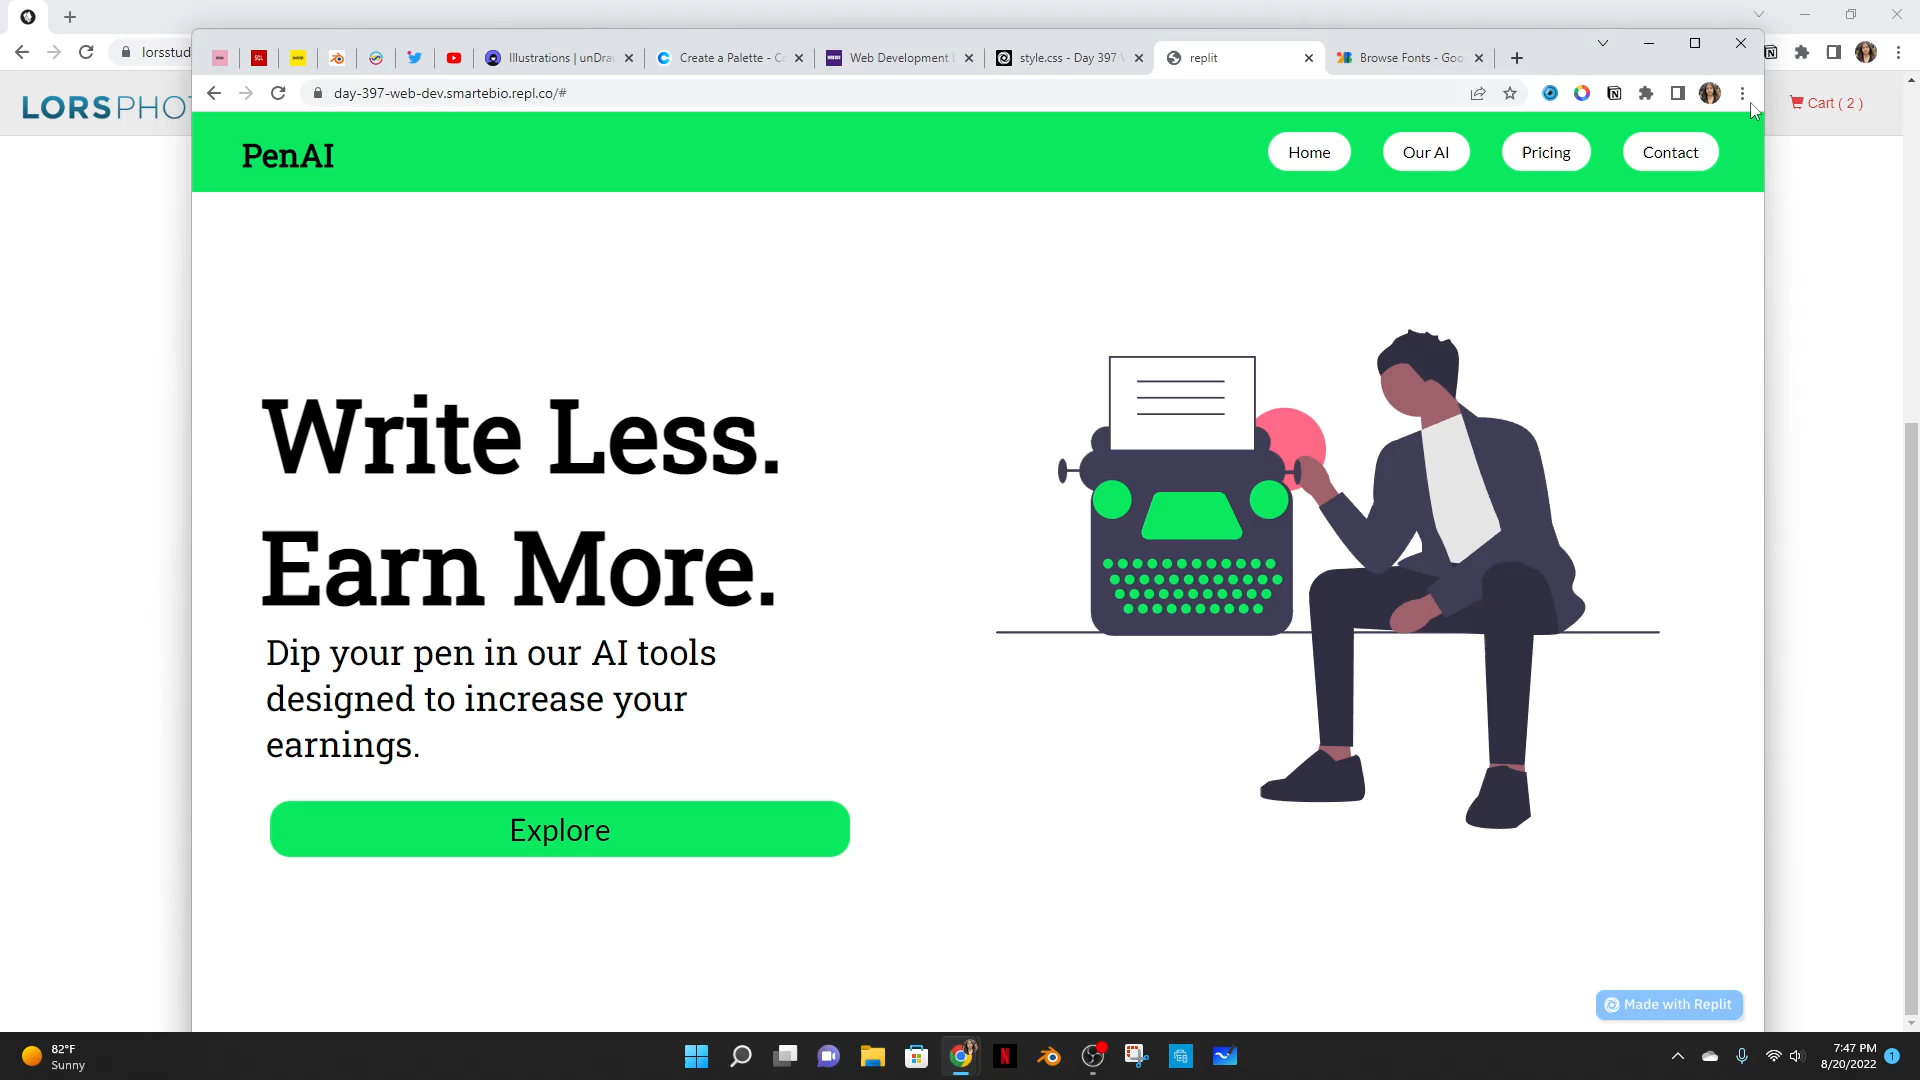 lorsstud
LORSPHOT
Cart ( 2 )
Illustrations | unDra
Create a Palette - C
Web Development
style.css - Day 397
replit
Browse Fonts - Goo
day-397-web-dev.smartebio.repl.co/#
PenAI
Home
Our AI
Pricing
Contact
Write Less.
Earn More.
Dip your pen in our AI tools
designed to increase your
earnings.
Explore
Made with Replit
82°F
Sunny
7:47 PM
8/20/2022
1